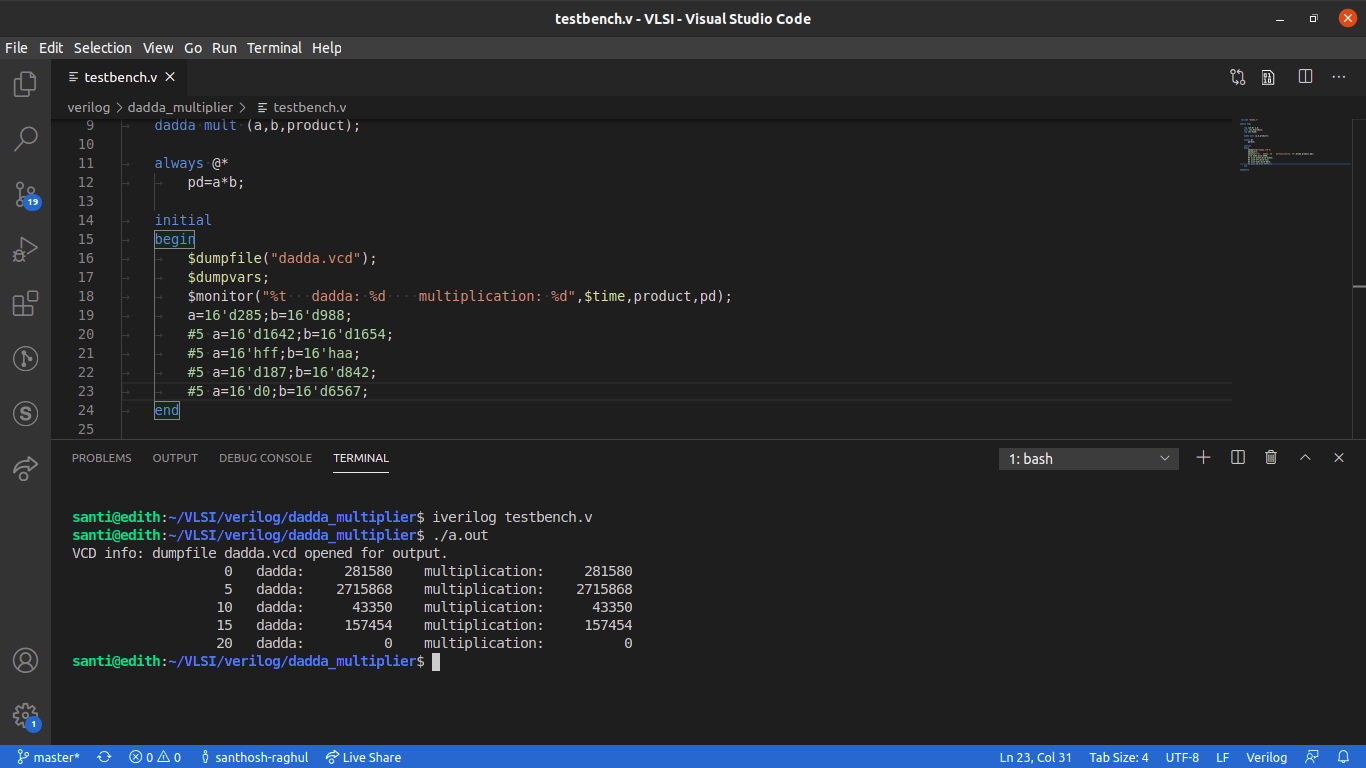 testbench.v - VLSI - Visual Studio Code
File Edit Selection View Go Run Terminal Help
testbench.v
verilog > dadda_multiplier > testbench.v
9 dadda mult (a,b,product);
10
11 always @*
12 pd=a*b;
13
14 initial
15 begin
16 $dumpfile("dadda.vcd");
17 $dumpvars;
18 $monitor("%t   dadda: %d    multiplication: %d",$time,product,pd);
19 a=16'd285;b=16'd988;
20 #5 a=16'd1642;b=16'd1654;
21 #5 a=16'hff;b=16'haa;
22 #5 a=16'd187;b=16'd842;
23 #5 a=16'd0;b=16'd6567;
24 end
25
19
PROBLEMS OUTPUT DEBUG CONSOLE TERMINAL 1: bash
santi@edith:~/VLSI/verilog/dadda_multiplier$ iverilog testbench.v
santi@edith:~/VLSI/verilog/dadda_multiplier$ ./a.out
VCD info: dumpfile dadda.vcd opened for output.
0 dadda: 281580 multiplication: 281580
5 dadda: 2715868 multiplication: 2715868
10 dadda: 43350 multiplication: 43350
15 dadda: 157454 multiplication: 157454
20 dadda: 0 multiplication: 0
santi@edith:~/VLSI/verilog/dadda_multiplier$
1
master* 0 0 santhosh-raghul Live Share Ln 23, Col 31 Tab Size: 4 UTF-8 LF Verilog